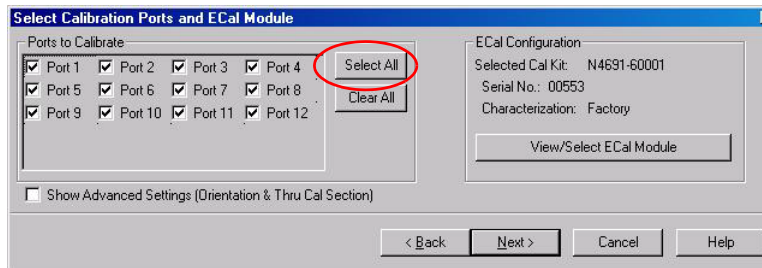 Select Calibration Ports and ECal Module
Ports to Calibrate
Port 1 Port 2 Port 3 Port 4
Port 5 Port 6 Port 7 Port 8
Port 9 Port 10 Port 11 Port 12
Select All
Clear All
ECal Configuration
Selected Cal Kit: N4691-60001
Serial No.: 00553
Characterization: Factory
View/Select ECal Module
Show Advanced Settings (Orientation & Thru Cal Section)
< Back Next > Cancel Help